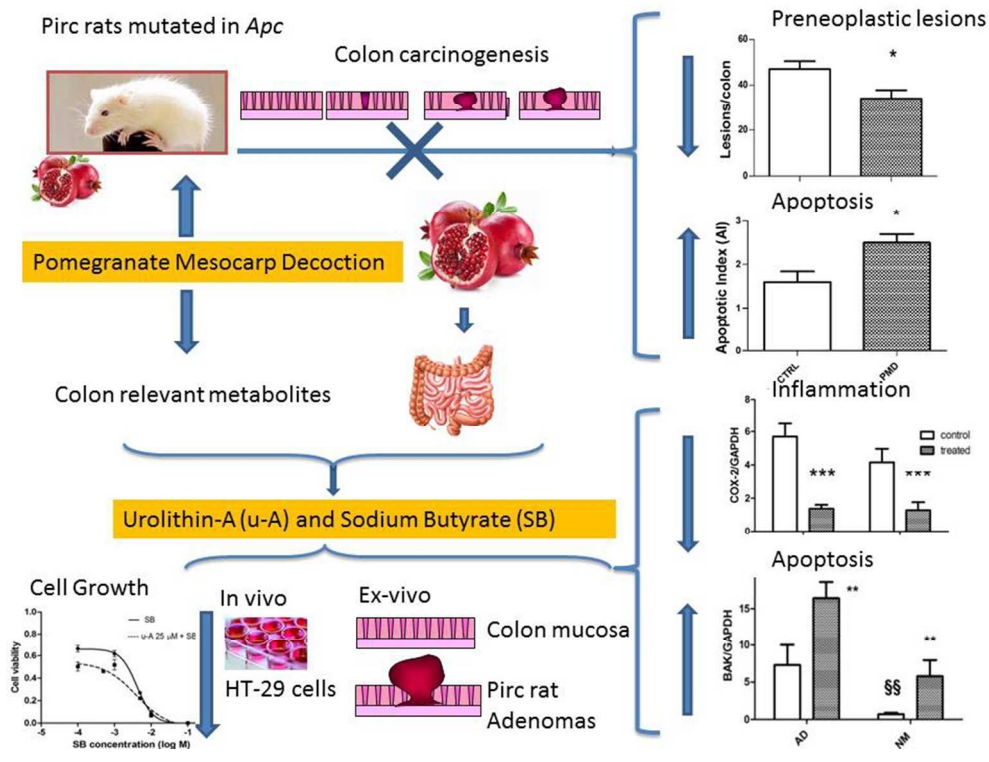 Pirc rats mutated in Apc
Colon carcinogenesis
Pomegranate Mesocarp Decoction
Colon relevant metabolites
Urolithin-A (u-A) and Sodium Butyrate (SB)
Cell Growth
1.0
0.8
0.6
0.4
0.2
0.0
Cell viability
SB
u-A 25 µM + SB
-5
-4
-3
-2
-1
SB concentration (log M)
In vivo
HT-29 cells
Ex-vivo
Colon mucosa
Pirc rat
Adenomas
Preneoplastic lesions
60
40
20
0
Lesions/colon
*
Apoptosis
3
2
1
0
Apoptotic Index (AI)
*
CTRL
PMD
Inflammation
8
6
4
2
0
COX-2/GAPDH
control
treated
***
***
Apoptosis
15
10
5
0
BAK/GAPDH
**
§§
**
AD
NM